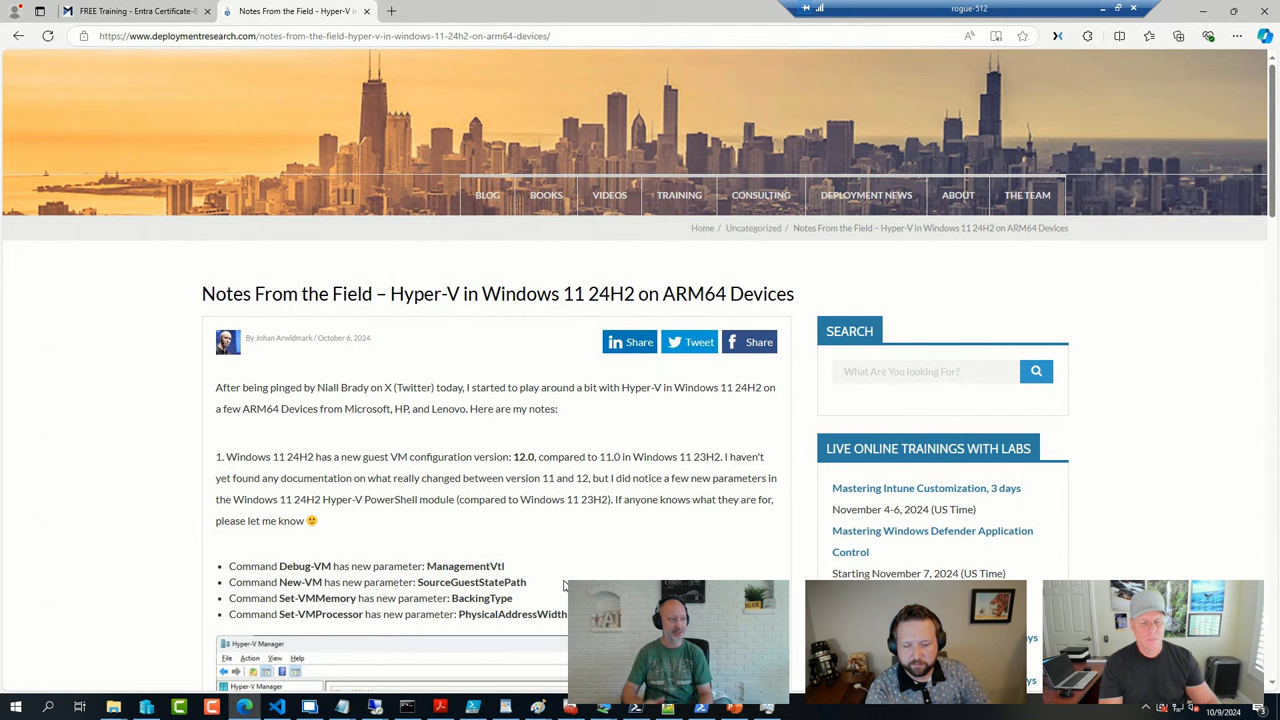 FREE Training - Entra Certificate-B
Notes From the Field – Hyper-V in
rogue-512
https://www.deploymentresearch.com/notes-from-the-field-hyper-v-in-windows-11-24h2-on-arm64-devices/
BLOG BOOKS VIDEOS TRAINING CONSULTING DEPLOYMENT NEWS ABOUT THE TEAM
Home / Uncategorized / Notes From the Field – Hyper-V in Windows 11 24H2 on ARM64 Devices
Notes From the Field – Hyper-V in Windows 11 24H2 on ARM64 Devices
By Johan Arwidmark / October 6, 2024
in Share Tweet f Share
After being pinged by Niall Brady on X (Twitter) today, I started to play around a bit with Hyper-V in Windows 11 24H2 on
a few ARM64 Devices from Microsoft, HP, and Lenovo. Here are my notes:
1. Windows 11 24H2 has a new guest VM configuration version: 12.0, compared to 11.0 in Windows 11 23H2. I haven't
yet found any documentation on what really changed between version 11 and 12, but I did notice a few new parameters in
the Windows 11 24H2 Hyper-V PowerShell module (compared to Windows 11 23H2). If anyone knows what they are for,
please let me know 🙂
• Command Debug-VM has new parameter: ManagementVtl
• Command New-VM has new parameter: SourceGuestStatePath
• Command Set-VMMemory has new parameter: BackingType
• Command Set-VMProcessor has new parameter: PhysicalAddressWidth
Hyper-V Manager
File Action View Help
Hyper-V Manager
SEARCH
What Are You looking For?
LIVE ONLINE TRAININGS WITH LABS
Mastering Intune Customization, 3 days
November 4-6, 2024 (US Time)
Mastering Windows Defender Application
Control
Starting November 7, 2024 (US Time)
days
ys
10/9/2024